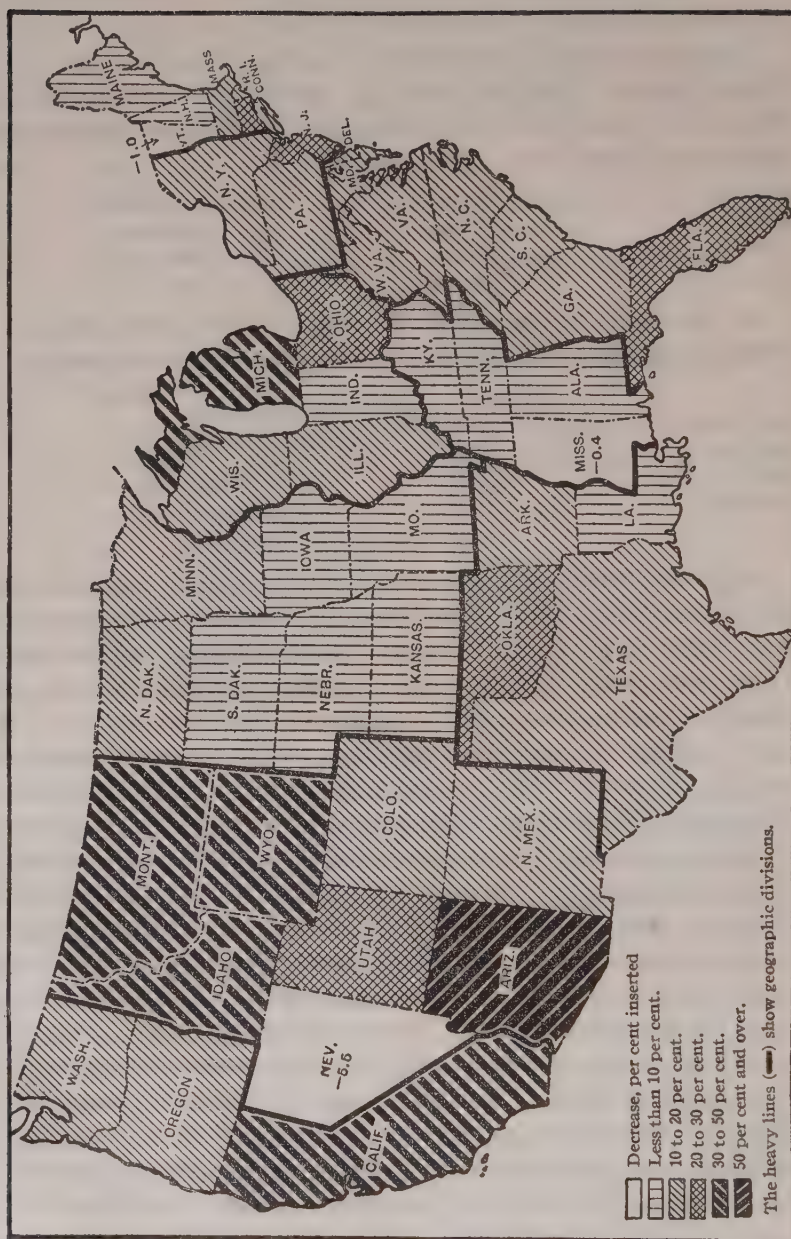 WASH.
OREGON
CALIF.
NEV.
−5.5
IDAHO
MONT.
WYO.
UTAH
ARIZ.
COLO.
N. MEX.
N. DAK.
S. DAK.
NEBR.
KANSAS.
OKLA.
TEXAS
MINN.
IOWA
MO.
ARK.
LA.
WIS.
ILL.
MICH.
IND.
OHIO
KY.
TENN.
MISS.
−0.4
ALA.
GA.
FLA.
S. C.
N. C.
VA.
W. VA.
MD.
DEL.
PA.
N. J.
N. Y.
−1.0
VT.
N.H.
MAINE
MASS
R. I.
CONN.
Decrease, per cent inserted
Less than 10 per cent.
10 to 20 per cent.
20 to 30 per cent.
30 to 50 per cent.
50 per cent and over.
The heavy lines (—) show geographic divisions.